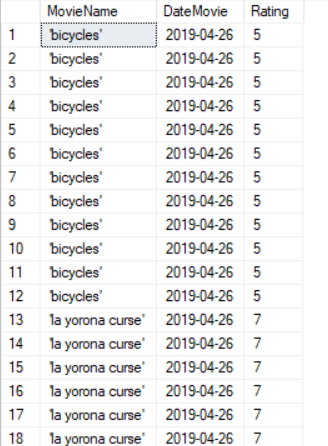 MovieName DateMovie Rating
1 'bicycles' 2019-04-26 5
2 'bicycles' 2019-04-26 5
3 'bicycles' 2019-04-26 5
4 'bicycles' 2019-04-26 5
5 'bicycles' 2019-04-26 5
6 'bicycles' 2019-04-26 5
7 'bicycles' 2019-04-26 5
8 'bicycles' 2019-04-26 5
9 'bicycles' 2019-04-26 5
10 'bicycles' 2019-04-26 5
11 'bicycles' 2019-04-26 5
12 'bicycles' 2019-04-26 5
13 'la yorona curse' 2019-04-26 7
14 'la yorona curse' 2019-04-26 7
15 'la yorona curse' 2019-04-26 7
16 'la yorona curse' 2019-04-26 7
17 'la yorona curse' 2019-04-26 7
18 'la yorona curse' 2019-04-26 7